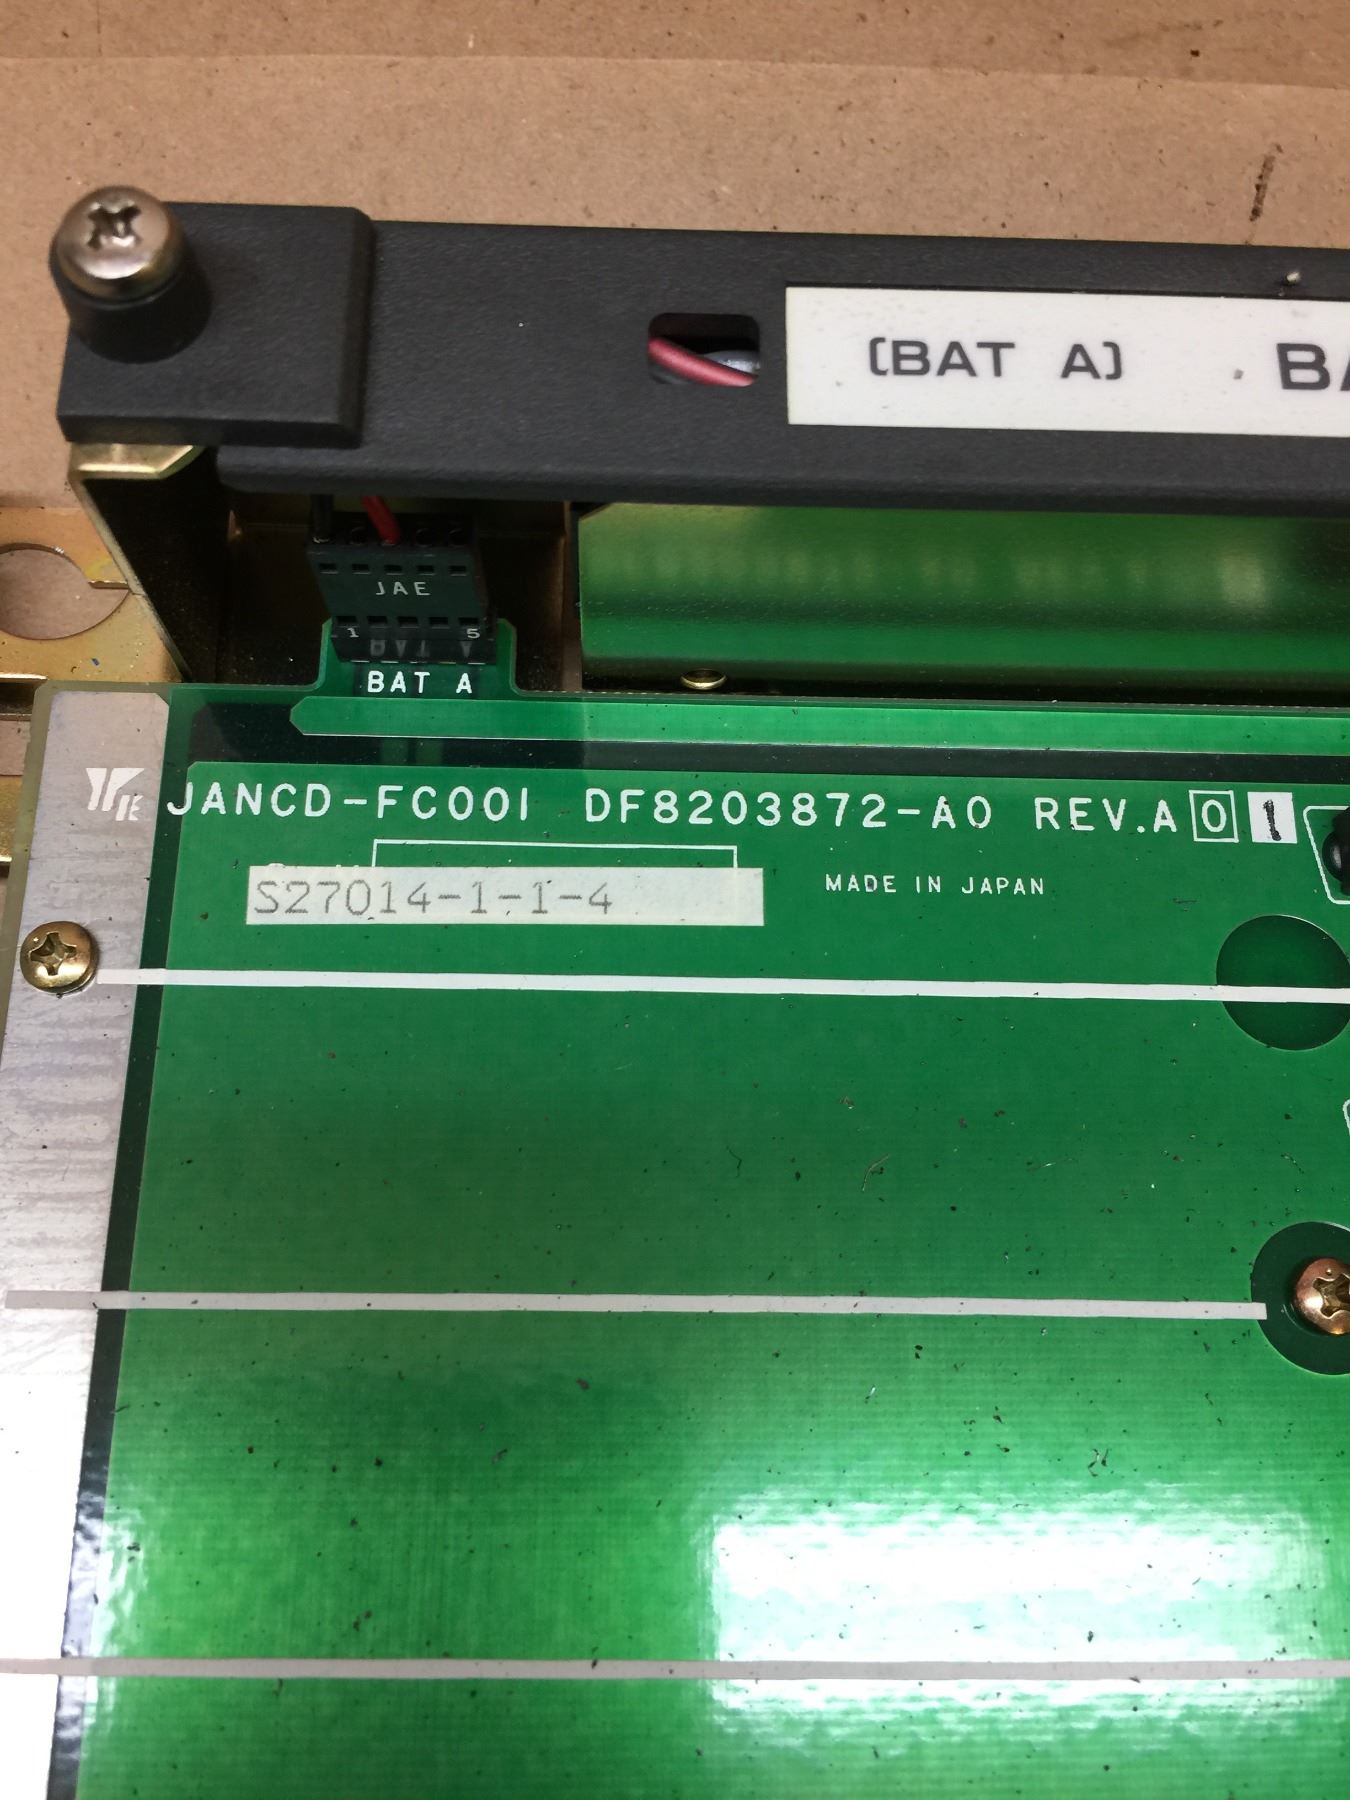 (BAT A) BA
JAE
1 5
BAT A
BAT A
JANCD-FC001 DF8203872-A0 REV.A 0 1
S27014-1-1-4
MADE IN JAPAN